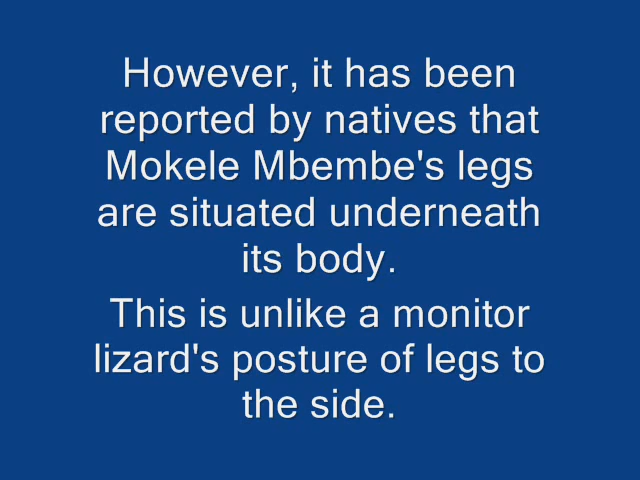 However, it has been
reported by natives that
Mokele Mbembe's legs
are situated underneath
its body.
This is unlike a monitor
lizard's posture of legs to
the side.